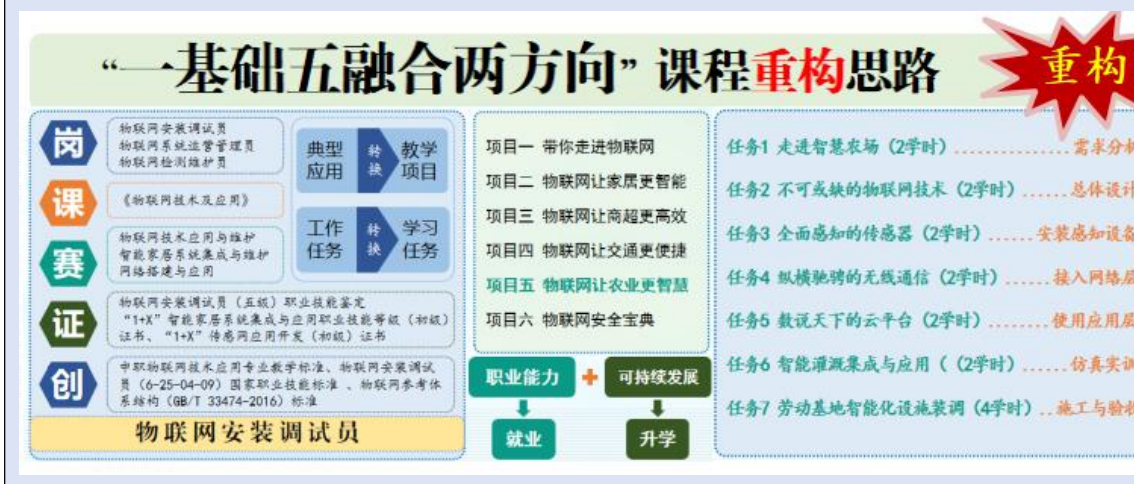 “一基础五融合两方向”课程重构思路
重构
岗
物联网安装调试员
物联网系统运营管理员
物联网检测维护员
课
《物联网技术及应用》
赛
物联网技术应用与维护
智能家居系统集成与维护
网络搭建与应用
典型应用
转换
教学项目
工作任务
转换
学习任务
证
物联网安装调试员（五级）职业技能鉴定
“1+X”智能家居系统集成与应用职业技能等级（初级）
证书、“1+X”传感网应用开发（初级）证书
创
中职物联网技术应用专业教学标准、物联网安装调试
员（6-25-04-09）国家职业技能标准 、物联网参考体
系结构（GB/T 33474-2016）标准
物联网安装调试员
项目一 带你走进物联网
项目二 物联网让家居更智能
项目三 物联网让商超更高效
项目四 物联网让交通更便捷
项目五 物联网让农业更智慧
项目六 物联网安全宝典
职业能力 + 可持续发展
就业 升学
任务1 走进智慧农场（2学时）................需求分析
任务2 不可或缺的物联网技术（2学时）.......总体设计
任务3 全面感知的传感器（2学时）......安装感知设备
任务4 纵横驰骋的无线通信（2学时）........接入网络层
任务5 数说天下的云平台（2学时）........使用应用层
任务6 智能灌溉集成与应用（（2学时）....仿真实训
任务7 劳动基地智能化设施装调（4学时）..施工与验收